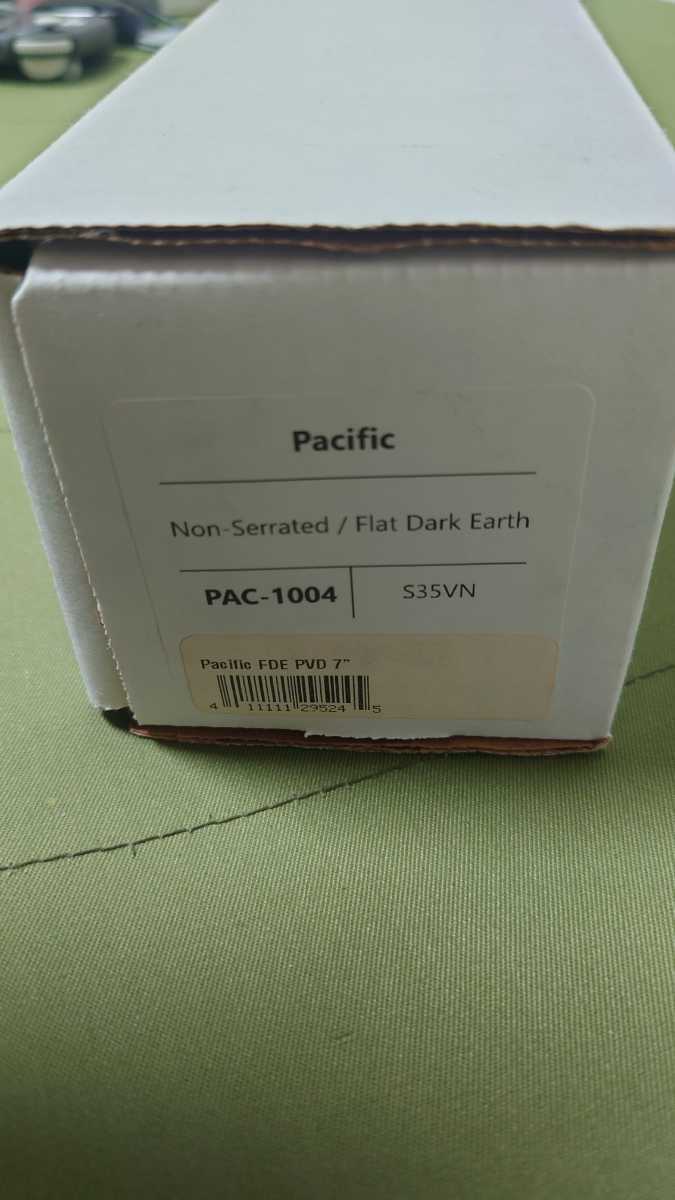 Pacific
Non-Serrated / Flat Dark Earth
PAC-1004 S35VN
Pacific FDE PVD 7"
4 11111 29524 5